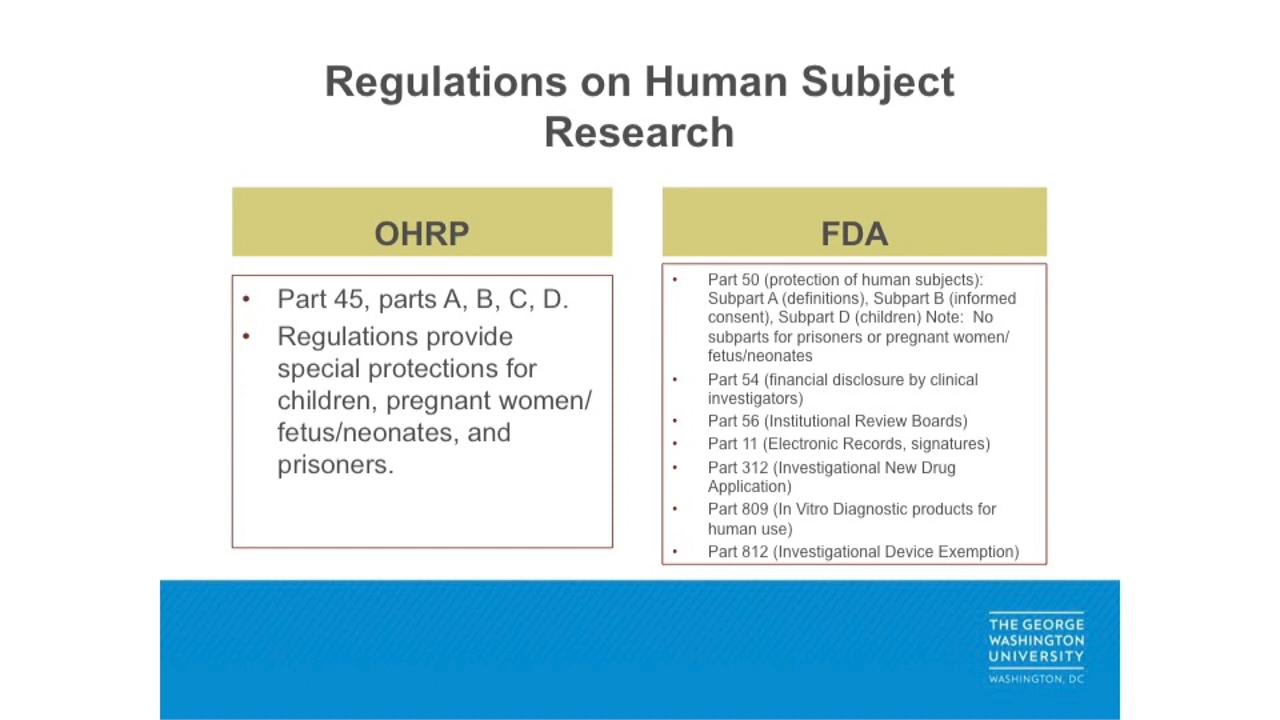 Regulations on Human Subject
Research
OHRP
• Part 45, parts A, B, C, D.
• Regulations provide
special protections for
children, pregnant women/
fetus/neonates, and
prisoners.
FDA
• Part 50 (protection of human subjects):
Subpart A (definitions), Subpart B (informed
consent), Subpart D (children) Note:  No
subparts for prisoners or pregnant women/
fetus/neonates
• Part 54 (financial disclosure by clinical
investigators)
• Part 56 (Institutional Review Boards)
• Part 11 (Electronic Records, signatures)
• Part 312 (Investigational New Drug
Application)
• Part 809 (In Vitro Diagnostic products for
human use)
• Part 812 (Investigational Device Exemption)
THE GEORGE
WASHINGTON
UNIVERSITY
WASHINGTON, DC